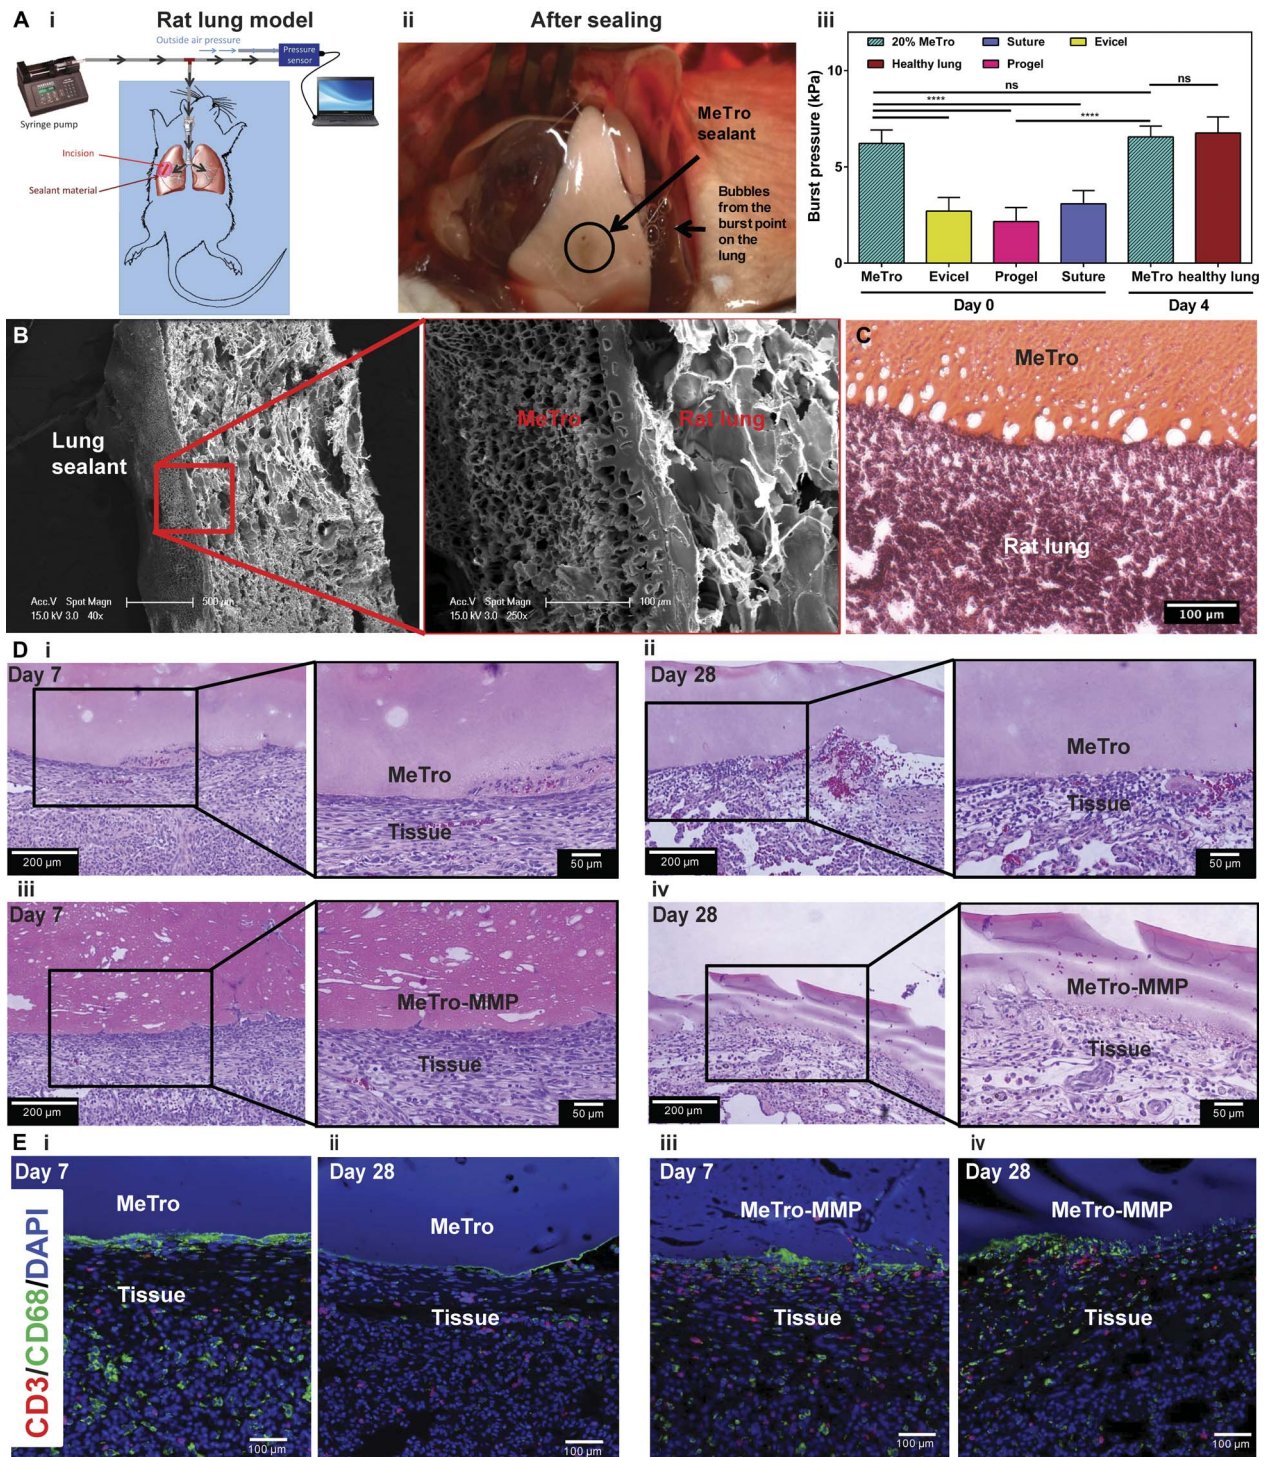 A i Rat lung model
Outside air pressure
Pressure
sensor
Syringe pump
Incision
Sealant material
ii After sealing
MeTro
sealant
Bubbles
from the
burst point
on the
lung
iii
20% MeTro Suture Evicel
Healthy lung Progel
Burst pressure (kPa)
10
5
0
ns
****
****
ns
MeTro Evicel Progel Suture MeTro healthy lung
Day 0 Day 4
B
Lung
sealant
Acc.V Spot Magn 500 µm
15.0 kV 3.0 40x
MeTro Rat lung
Acc.V Spot Magn 100 µm
15.0 kV 3.0 250x
C
MeTro
Rat lung
100 µm
D i
Day 7
200 µm
MeTro
Tissue
50 µm
ii
Day 28
200 µm
MeTro
Tissue
50 µm
iii
Day 7
200 µm
MeTro-MMP
Tissue
50 µm
iv
Day 28
200 µm
MeTro-MMP
Tissue
50 µm
E i
CD3/CD68/DAPI
Day 7
MeTro
Tissue
100 µm
ii
Day 28
MeTro
Tissue
100 µm
iii
Day 7
MeTro-MMP
Tissue
100 µm
iv
Day 28
MeTro-MMP
Tissue
100 µm